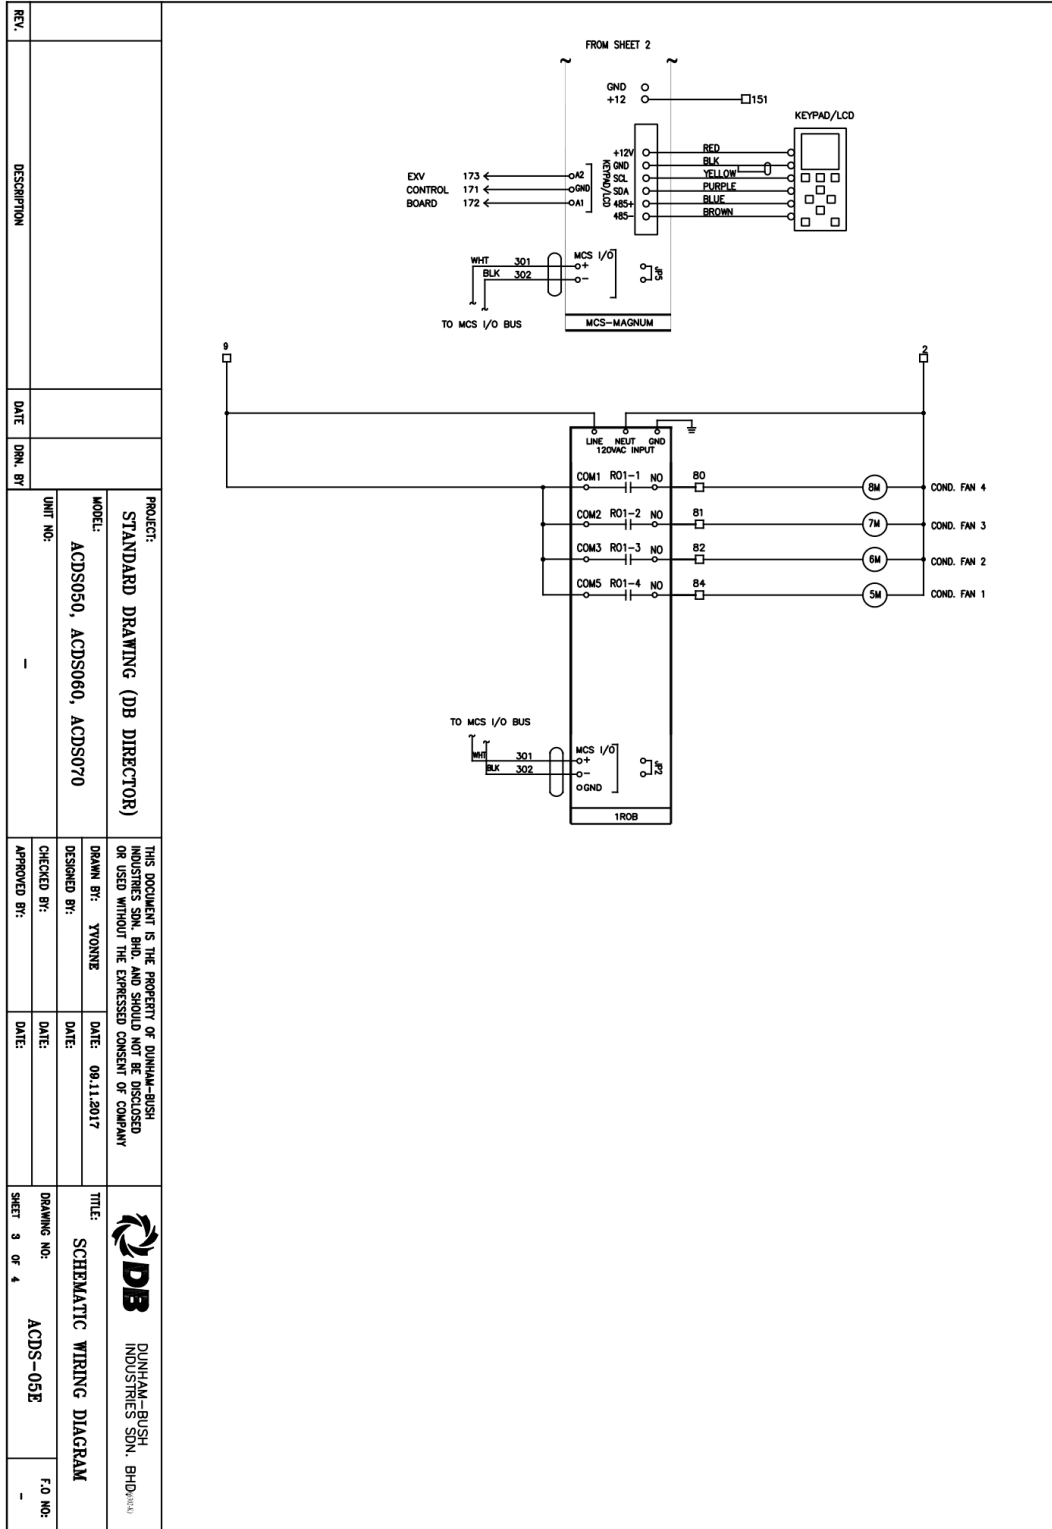 FROM SHEET 2
GND
+12
151
KEYPAD/LCD
+12V
GND
SCL
SDA
485+
485-
KEYPAD/LCD
RED
BLK
YELLOW
PURPLE
BLUE
BROWN
EXV 173 A2
CONTROL 171 GND
BOARD 172 A1
MCS I/O
WHT 301 +
BLK 302 -
JP5
TO MCS I/O BUS
MCS-MAGNUM
9
2
LINE NEUT GND
120VAC INPUT
COM1 RO1-1 NO 80 8M COND. FAN 4
COM2 RO1-2 NO 81 7M COND. FAN 3
COM3 RO1-3 NO 82 6M COND. FAN 2
COM5 RO1-4 NO 84 5M COND. FAN 1
TO MCS I/O BUS
MCS I/O
WHT 301 +
BLK 302 -
GND
JP2
1ROB
REV.
DESCRIPTION
DATE
DRN. BY
PROJECT:
STANDARD DRAWING (DB DIRECTOR)
MODEL:
ACDS050, ACDS060, ACDS070
UNIT NO:
-
THIS DOCUMENT IS THE PROPERTY OF DUNHAM-BUSH
INDUSTRIES SDN. BHD. AND SHOULD NOT BE DISCLOSED
OR USED WITHOUT THE EXPRESSED CONSENT OF COMPANY
DRAWN BY: YVONNE
DATE: 09.11.2017
DESIGNED BY:
DATE:
CHECKED BY:
DATE:
APPROVED BY:
DATE:
DB
DUNHAM-BUSH
INDUSTRIES SDN. BHD
TITLE:
SCHEMATIC WIRING DIAGRAM
DRAWING NO:
ACDS-05E
SHEET 3 OF 4
F.O NO:
-